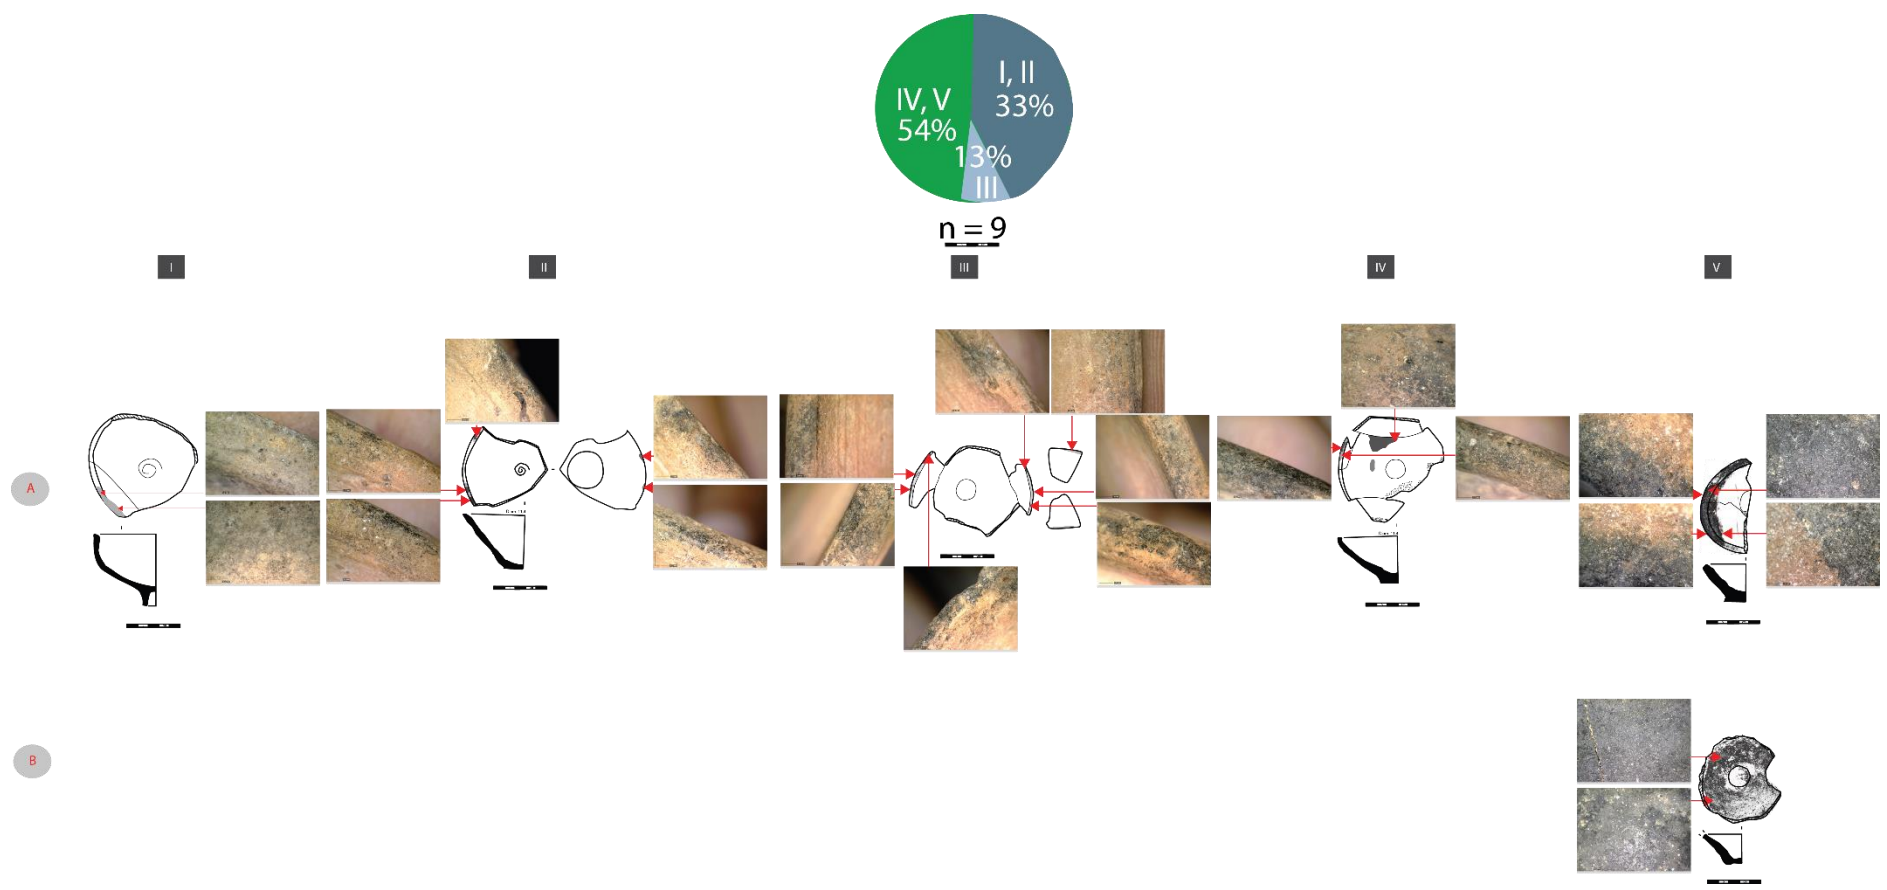 I, II
33%
IV, V
54%
13%
III
n = 9
I
II
III
IV
V
A
B